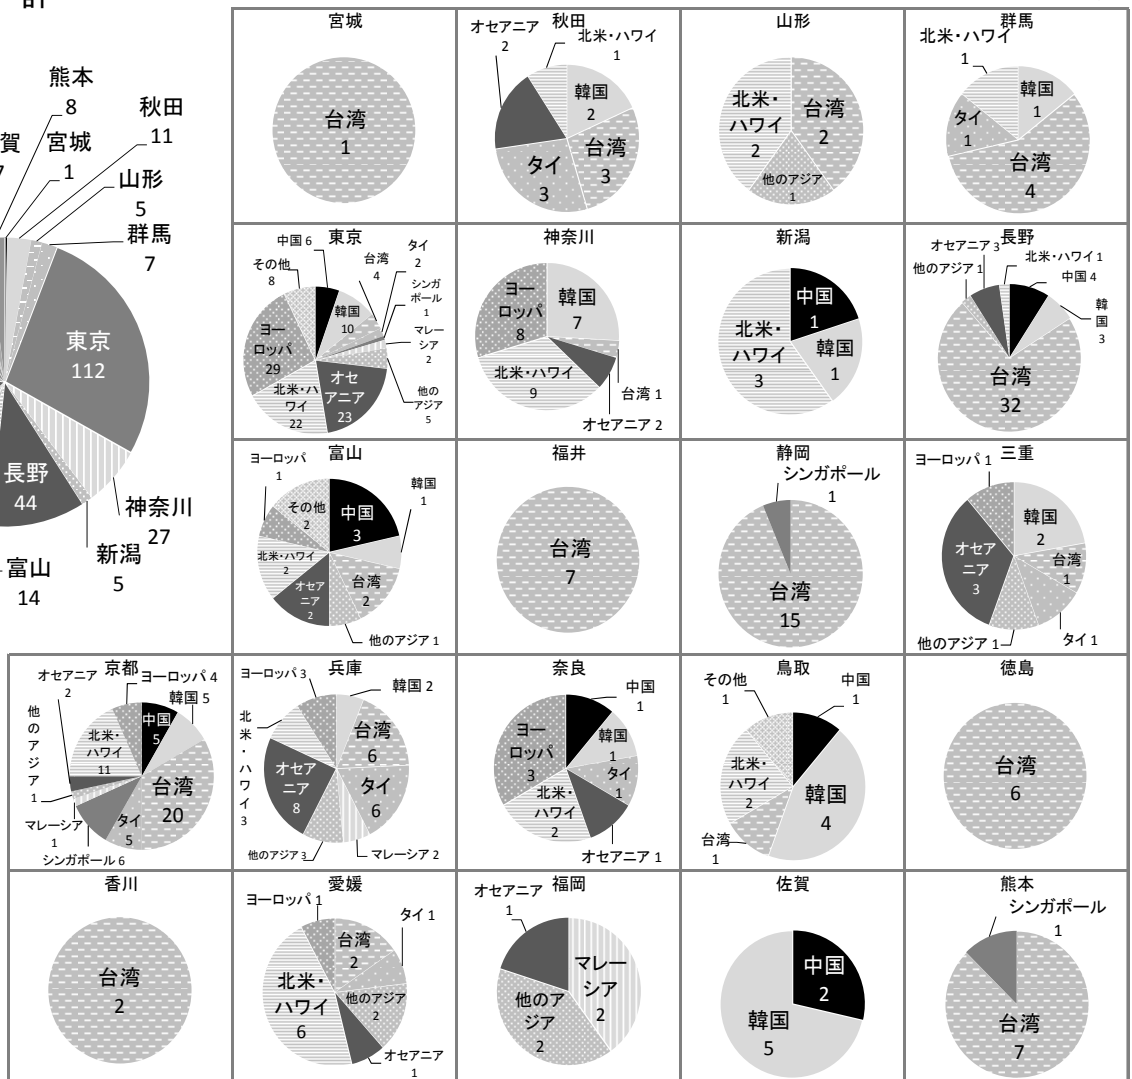 熊本
8
秋田
11
賀
宮城
1
山形
5
群馬
7
東京
112
長野
44
神奈川
27
新潟
5
富山
14
宮城
台湾
1
秋田
オセアニア
2
北米・ハワイ
1
韓国
2
台湾
3
タイ
3
山形
北米・
ハワイ
2
台湾
2
他のアジア
1
群馬
北米・ハワイ
1
韓国
1
タイ
1
台湾
4
東京
中国 6
その他
8
台湾
4
タイ
2
シンガ
ポール
1
韓国
10
マレー
シア
2
ヨー
ロッパ
29
オセ
アニア
23
他の
アジア
5
北米・ハ
ワイ
22
神奈川
ヨー
ロッパ
8
韓国
7
北米・ハワイ
9
台湾 1
オセアニア 2
新潟
中国
1
北米・
ハワイ
3
韓国
1
長野
オセアニア 3
北米・ハワイ 1
他のアジア 1
中国 4
韓
国
3
台湾
32
富山
ヨーロッパ
1
韓国
1
その他
2
中国
3
北米・ハワイ
2
オセア
ニア
2
台湾
2
他のアジア 1
福井
台湾
7
静岡
シンガポール
1
台湾
15
三重
ヨーロッパ 1
韓国
2
オセア
ニア
3
台湾
1
他のアジア 1
タイ 1
京都
オセアニア
2
ヨーロッパ 4
韓国 5
他
の
ア
ジ
ア
1
中国
5
北米・
ハワイ
11
台湾
20
タイ
5
マレーシア
1
シンガポール 6
兵庫
ヨーロッパ 3
韓国 2
北
米
・
ハ
ワ
イ
3
台湾
6
オセア
ニア
8
タイ
6
他のアジア 3
マレーシア 2
奈良
中国
1
ヨー
ロッパ
3
韓国
1
タイ
1
北米・
ハワイ
2
オセアニア 1
鳥取
その他
1
中国
1
北米・
ハワイ
2
韓国
4
台湾
1
徳島
台湾
6
香川
台湾
2
愛媛
ヨーロッパ 1
タイ 1
台湾
2
北米・
ハワイ
6
他のアジア
2
オセアニア
1
福岡
オセアニア
1
マレー
シア
2
他のア
ジア
2
佐賀
中国
2
韓国
5
熊本
シンガポール
1
台湾
7